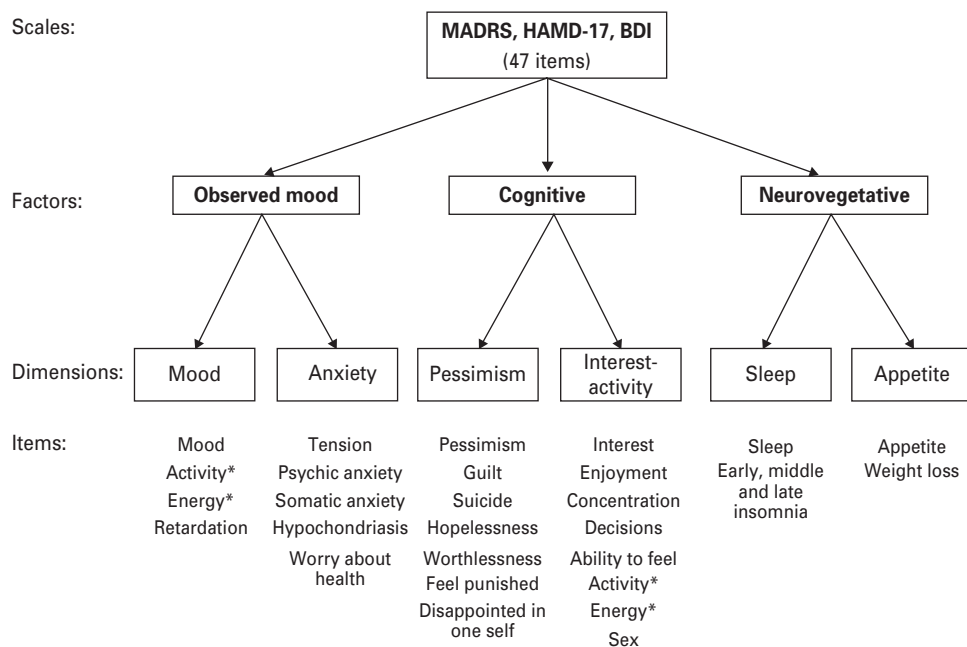 Scales:
MADRS, HAMD-17, BDI
(47 items)
Factors:
Observed mood
Cognitive
Neurovegetative
Dimensions:
Mood
Anxiety
Pessimism
Interest-
activity
Sleep
Appetite
Items:
Mood
Activity*
Energy*
Retardation
Tension
Psychic anxiety
Somatic anxiety
Hypochondriasis
Worry about
health
Pessimism
Guilt
Suicide
Hopelessness
Worthlessness
Feel punished
Disappointed in
one self
Interest
Enjoyment
Concentration
Decisions
Ability to feel
Activity*
Energy*
Sex
Sleep
Early, middle
and late
insomnia
Appetite
Weight loss